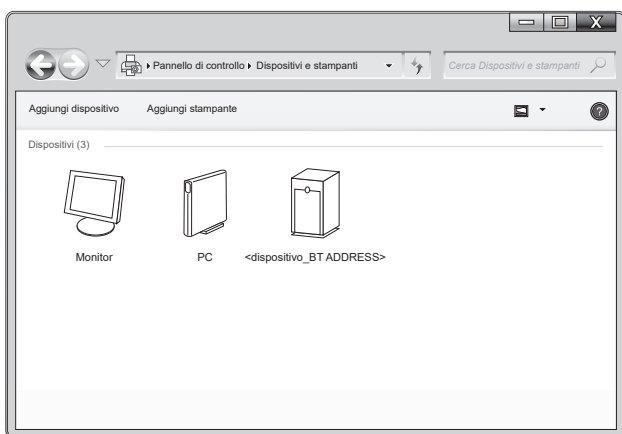 Pannello di controllo Dispositivi e stampanti
Cerca Dispositivi e stampanti
Aggiungi dispositivo Aggiungi stampante
?
Dispositivi (3)
Monitor PC <dispositivo_BT ADDRESS>